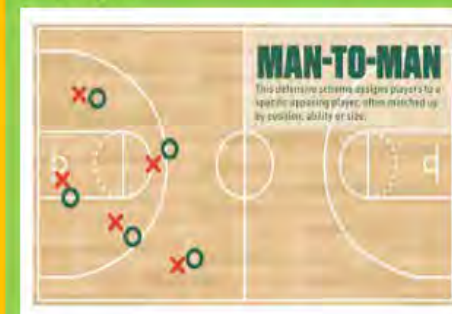 MAN-TO-MAN
This defensive scheme assigns players to a
specific opposing player, often matched up
by position, ability or size.